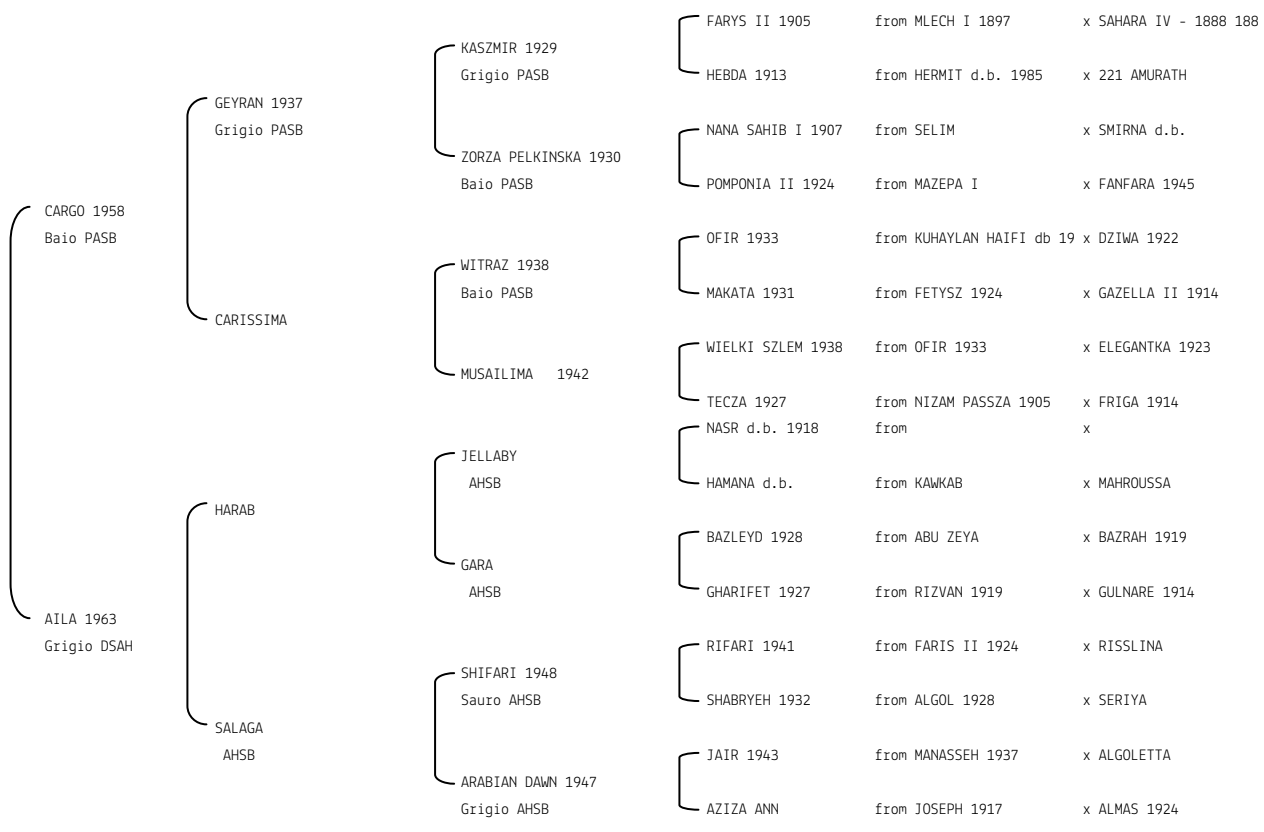 FARYS II 1905 from MLECH I 1897 x SAHARA IV - 1888 188
KASZMIR 1929
Grigio PASB HEBDA 1913 from HERMIT d.b. 1985 x 221 AMURATH
GEYRAN 1937
Grigio PASB NANA SAHIB I 1907 from SELIM x SMIRNA d.b.
ZORZA PELKINSKA 1930
Baio PASB POMPONIA II 1924 from MAZEPA I x FANFARA 1945
CARGO 1958
Baio PASB OFIR 1933 from KUHAYLAN HAIFI db 19 x DZIWA 1922
WITRAZ 1938
Baio PASB MAKATA 1931 from FETYSZ 1924 x GAZELLA II 1914
CARISSIMA
WIELKI SZLEM 1938 from OFIR 1933 x ELEGANTKA 1923
MUSAILIMA 1942
TECZA 1927 from NIZAM PASSZA 1905 x FRIGA 1914
NASR d.b. 1918 from x
JELLABY
AHSB HAMANA d.b. from KAWKAB x MAHROUSSA
HARAB
BAZLEYD 1928 from ABU ZEYA x BAZRAH 1919
GARA
AHSB GHARIFET 1927 from RIZVAN 1919 x GULNARE 1914
AILA 1963
Grigio DSAH RIFARI 1941 from FARIS II 1924 x RISSLINA
SHIFARI 1948
Sauro AHSB SHABRYEH 1932 from ALGOL 1928 x SERIYA
SALAGA
AHSB JAIR 1943 from MANASSEH 1937 x ALGOLETTA
ARABIAN DAWN 1947
Grigio AHSB AZIZA ANN from JOSEPH 1917 x ALMAS 1924